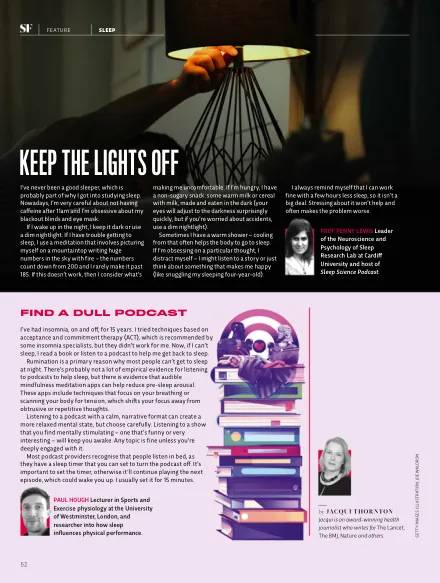 SF FEATURE SLEEP
KEEP THE LIGHTS OFF
I've never been a good sleeper, which is
probably part of why I got into studying sleep.
Nowadays, I'm very careful about not having
caffeine after 11am and I'm obsessive about my
blackout blinds and eye mask.
If I wake up in the night, I keep it dark or use
a dim nightlight. If I have trouble getting to
sleep, I use a meditation that involves picturing
myself on a mountaintop writing huge
numbers in the sky with fire – the numbers
count down from 200 and I rarely make it past
185. If this doesn't work, then I consider what's
making me uncomfortable. If I'm hungry, I have
a non-sugary snack: some warm milk or cereal
with milk, made and eaten in the dark (your
eyes will adjust to the darkness surprisingly
quickly, but if you're worried about accidents,
use a dim nightlight).
Sometimes I have a warm shower – cooling
from that often helps the body to go to sleep.
If I'm obsessing on a particular thought, I
distract myself – I might listen to a story or just
think about something that makes me happy
(like snuggling my sleeping four-year-old).
I always remind myself that I can work
fine with a few hours less sleep, so it isn't a
big deal. Stressing about it won't help and
often makes the problem worse.
PROF PENNY LEWIS Leader
of the Neuroscience and
Psychology of Sleep
Research Lab at Cardiff
University and host of
Sleep Science Podcast.
FIND A DULL PODCAST
I've had insomnia, on and off, for 15 years. I tried techniques based on
acceptance and commitment therapy (ACT), which is recommended by
some insomnia specialists, but they didn't work for me. Now, if I can't
sleep, I read a book or listen to a podcast to help me get back to sleep.
Rumination is a primary reason why most people can't get to sleep
at night. There's probably not a lot of empirical evidence for listening
to podcasts to help sleep, but there is evidence that audible
mindfulness meditation apps can help reduce pre-sleep arousal.
These apps include techniques that focus on your breathing or
scanning your body for tension, which shifts your focus away from
obtrusive or repetitive thoughts.
Listening to a podcast with a calm, narrative format can create a
more relaxed mental state, but choose carefully. Listening to a show
that you find mentally stimulating – one that's funny or very
interesting – will keep you awake. Any topic is fine unless you're
deeply engaged with it.
Most podcast providers recognise that people listen in bed, as
they have a sleep timer that you can set to turn the podcast off. It's
important to set the timer, otherwise it'll continue playing the next
episode, which could wake you up. I usually set it for 15 minutes.
PAUL HOUGH Lecturer in Sports and
Exercise physiology at the University
of Westminster, London, and
researcher into how sleep
influences physical performance.
by JACQUI THORNTON
Jacqui is an award-winning health
journalist who writes for The Lancet,
The BMJ, Nature and others.
GETTY IMAGES ILLUSTRATION: JOE WALDRON
52